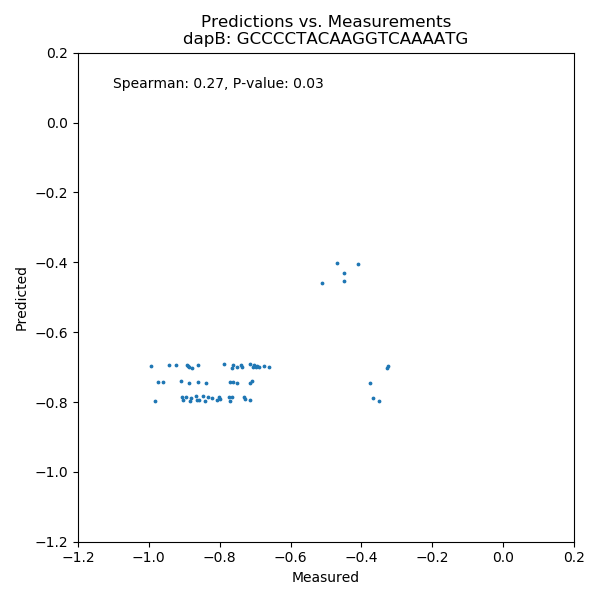 Predictions vs. Measurements
dapB: GCCCCTACAAGGTCAAAATG
Spearman: 0.27, P-value: 0.03
0.2
0.0
−0.2
−0.4
−0.6
−0.8
−1.0
−1.2
Predicted
−1.2 −1.0 −0.8 −0.6 −0.4 −0.2 0.0 0.2
Measured